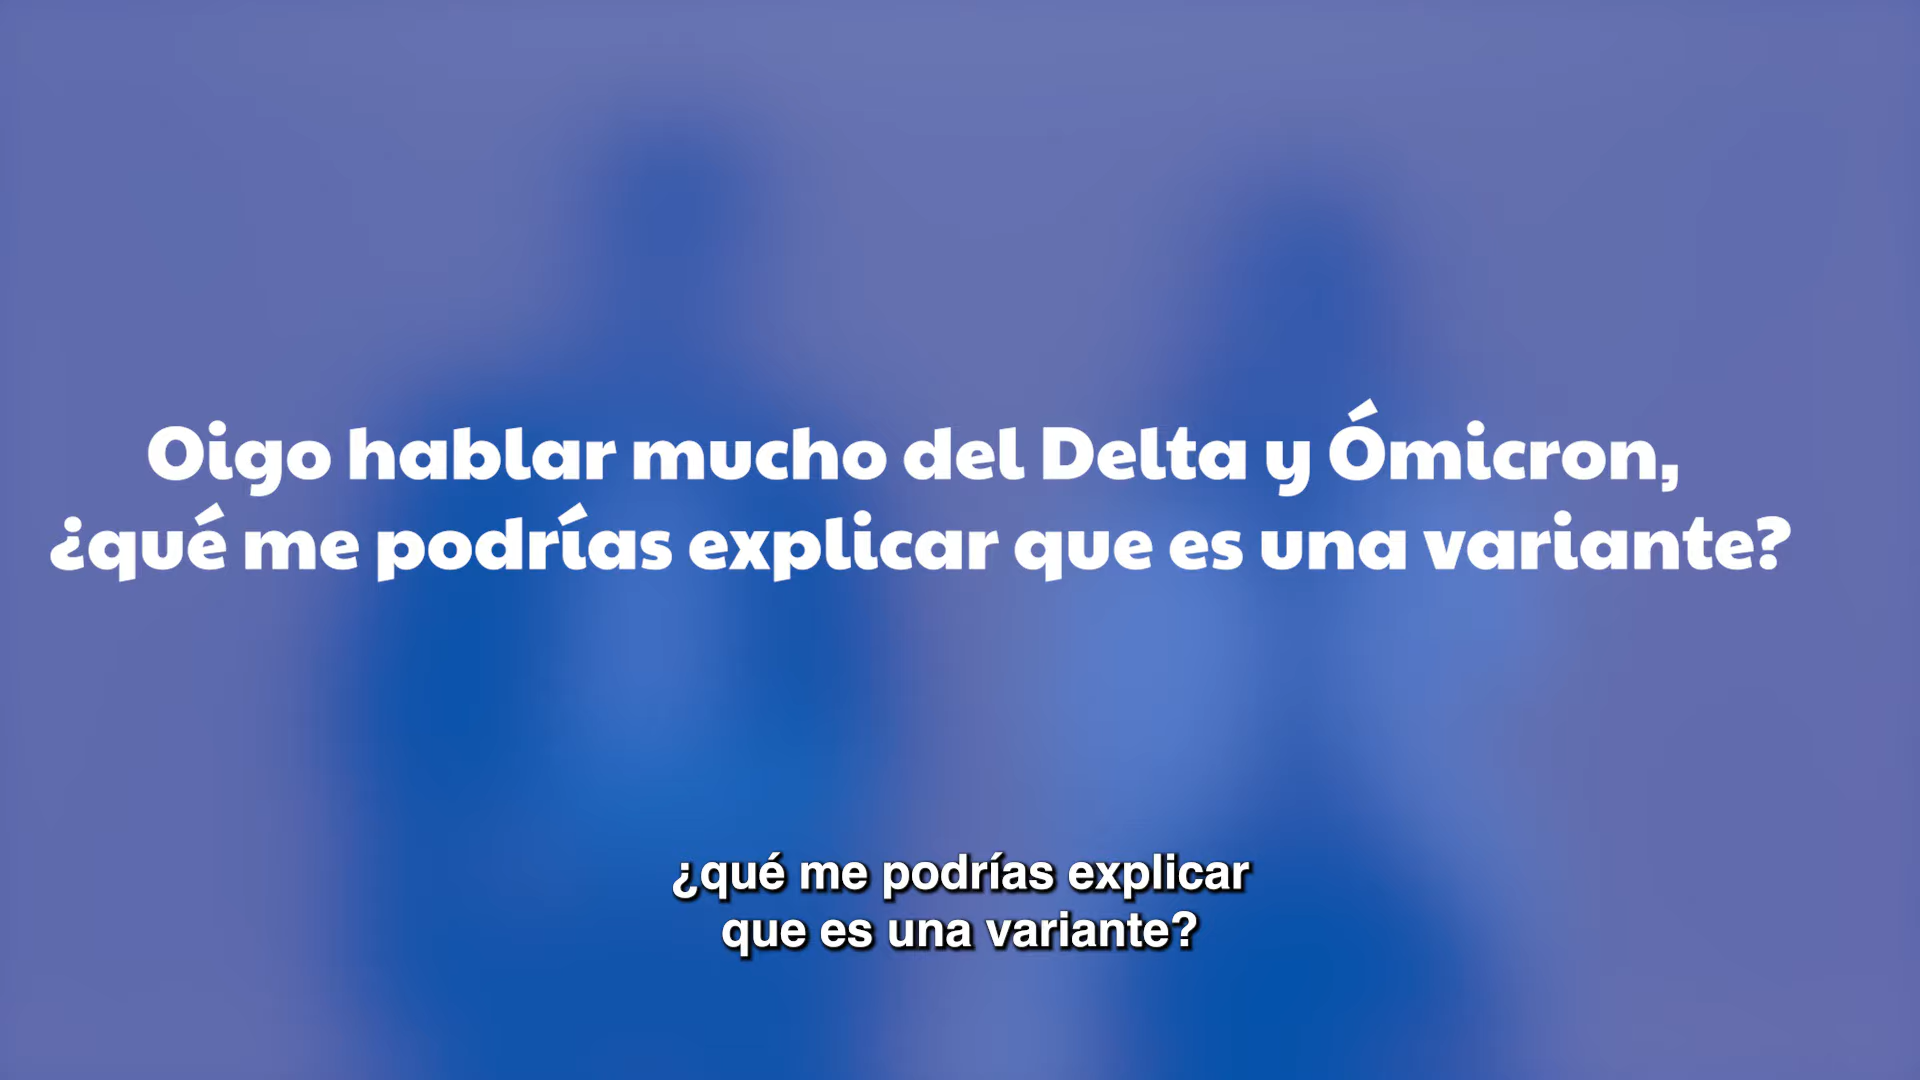 Oigo hablar mucho del Delta y Ómicron,
¿qué me podrías explicar que es una variante?
¿qué me podrías explicar
que es una variante?